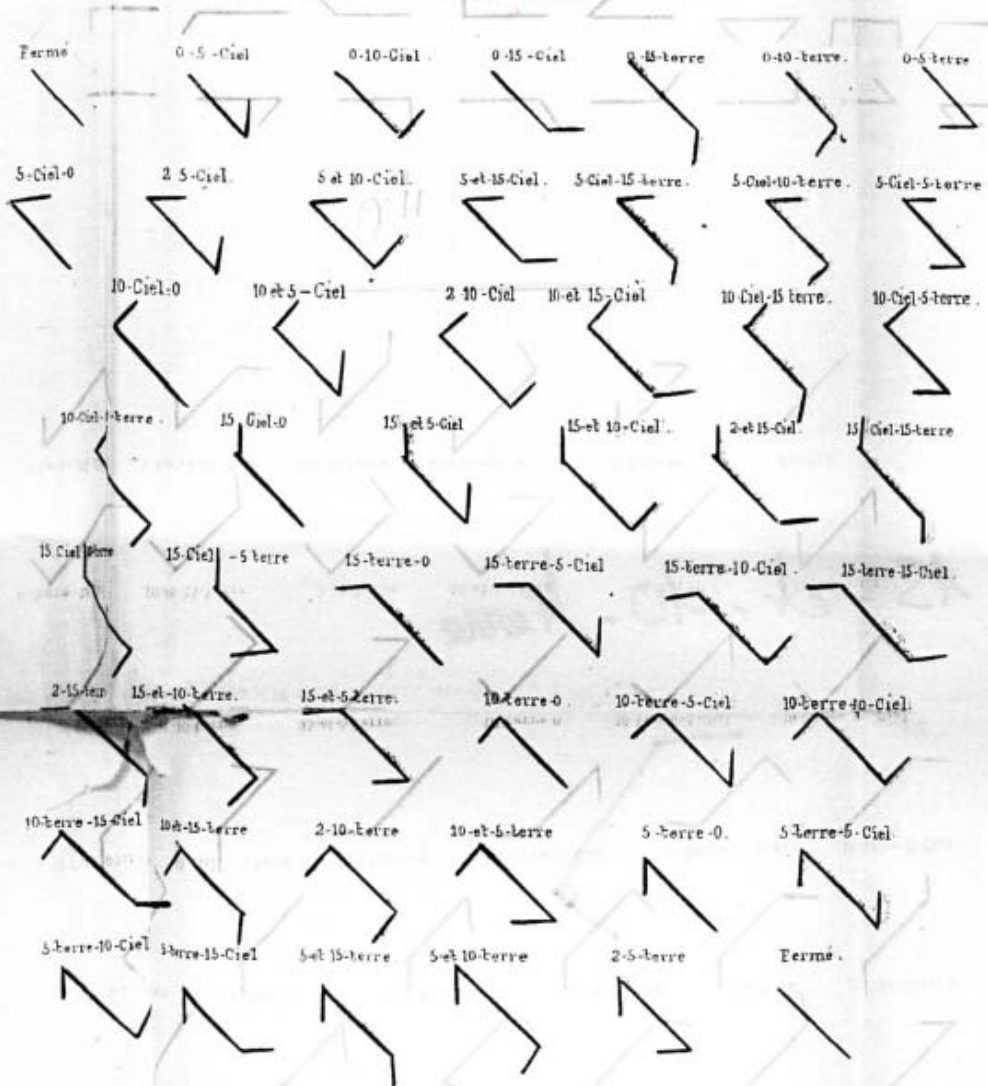 Fermé 0-5-Ciel 0-10-Ciel. 0-15-Ciel 0-15-terre 0-10-terre. 0-5-terre
5-Ciel-0 2 5-Ciel. 5 et 10-Ciel. 5-et-15-Ciel. 5-Ciel-15-terre. 5-Ciel-10-terre. 5-Ciel-5-terre
10-Ciel-0 10 et 5-Ciel 2 10-Ciel 10 et 15-Ciel 10 Ciel-15 terre. 10-Ciel-5-terre.
15 Ciel-0 15 et 5-Ciel 15-et 10-Ciel. 2-et 15-Ciel. 15 Ciel-15-terre
15 Ciel 15-Ciel -5 terre 15-terre-0 15-terre-5-Ciel 15-terre-10-Ciel. 15-terre-15-Ciel.
2-15- 15-et-10-terre. 15-et-5-terre. 10-terre-0. 10-terre-5-Ciel 10-terre-10-Ciel.
10-terre-15-Ciel 10 et-15-terre 2-10-terre 10-et-5-terre 5-terre-0. 5-terre-5-Ciel
5-terre-10-Ciel 5-terre-15-Ciel 5-et 15-terre 5-et 10-terre 2-5-terre Fermé.